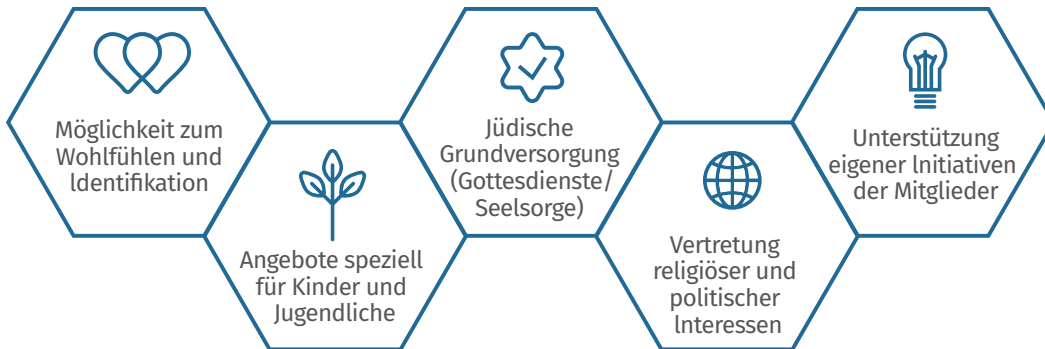 Möglichkeit zum
Wohlfühlen und
Identifikation
Angebote speziell
für Kinder und
Jugendliche
Jüdische
Grundversorgung
(Gottesdienste/
Seelsorge)
Vertretung
religiöser und
politischer
Interessen
Unterstützung
eigener Initiativen
der Mitglieder